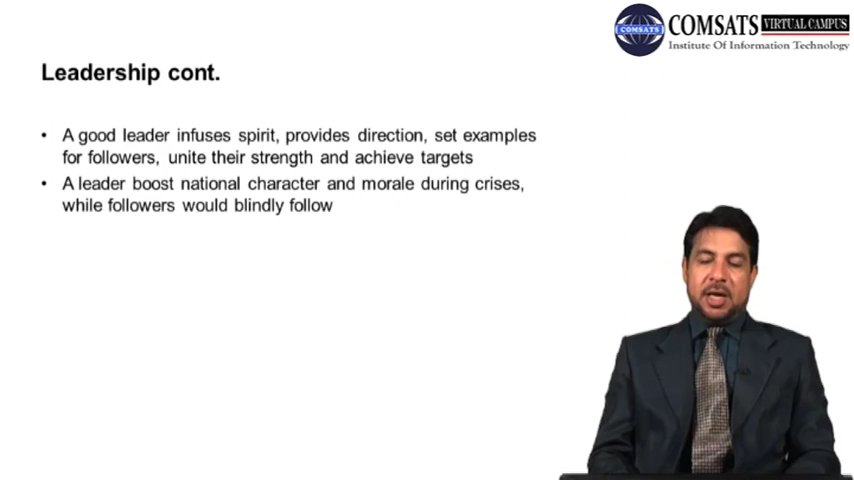 COMSATS
COMSATS VIRTUAL CAMPUS
Institute Of Information Technology
Leadership cont.
• A good leader infuses spirit, provides direction, set examples
for followers, unite their strength and achieve targets
• A leader boost national character and morale during crises,
while followers would blindly follow